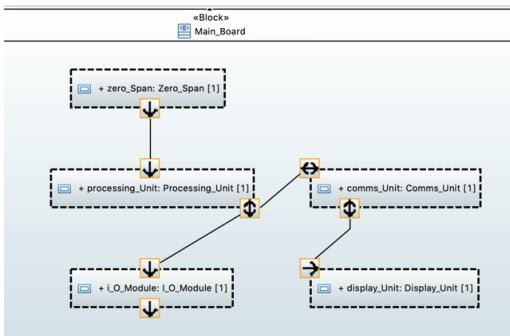 «Block»
Main_Board
+ zero_Span: Zero_Span [1]
+ processing_Unit: Processing_Unit [1]
+ comms_Unit: Comms_Unit [1]
+ i_O_Module: I_O_Module [1]
+ display_Unit: Display_Unit [1]